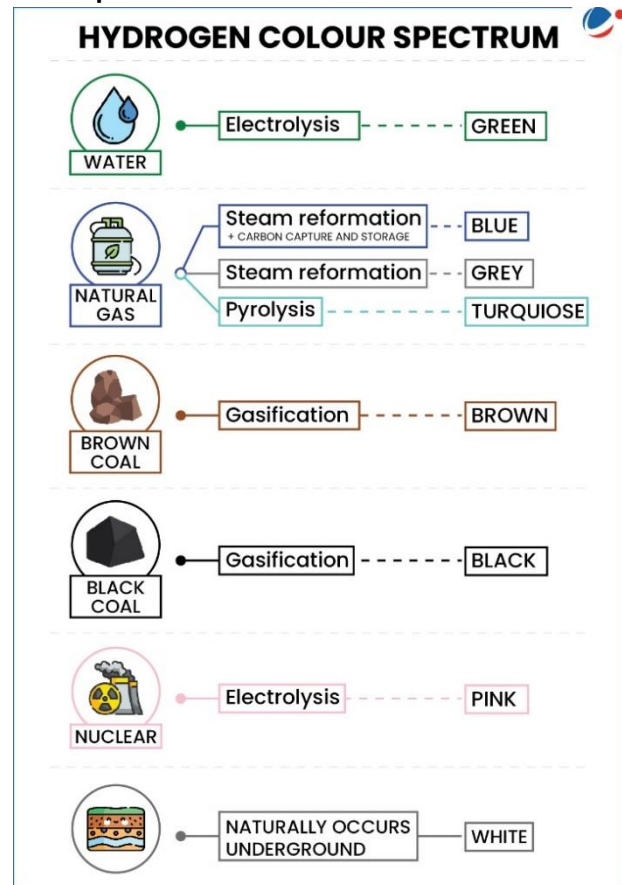 HYDROGEN COLOUR SPECTRUM
WATER
Electrolysis
GREEN
NATURAL
GAS
Steam reformation
+ CARBON CAPTURE AND STORAGE
BLUE
Steam reformation
GREY
Pyrolysis
TURQUIOSE
BROWN
COAL
Gasification
BROWN
BLACK
COAL
Gasification
BLACK
NUCLEAR
Electrolysis
PINK
NATURALLY OCCURS
UNDERGROUND
WHITE